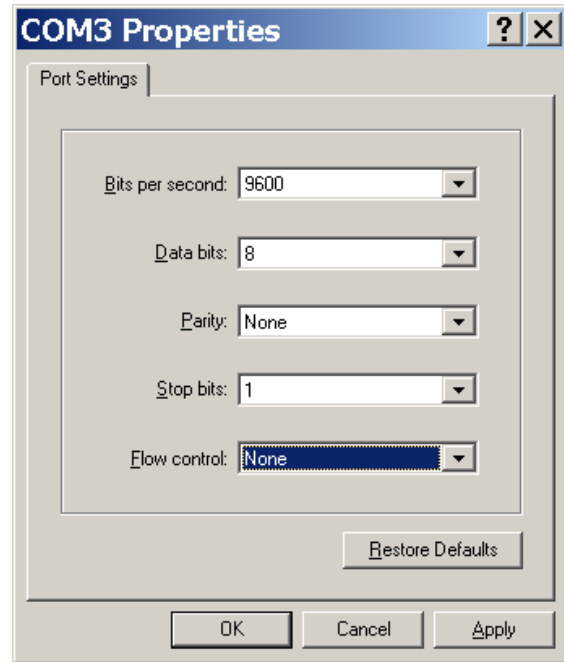 COM3 Properties ? X
Port Settings
Bits per second: 9600
Data bits: 8
Parity: None
Stop bits: 1
Flow control: None
Restore Defaults
OK Cancel Apply